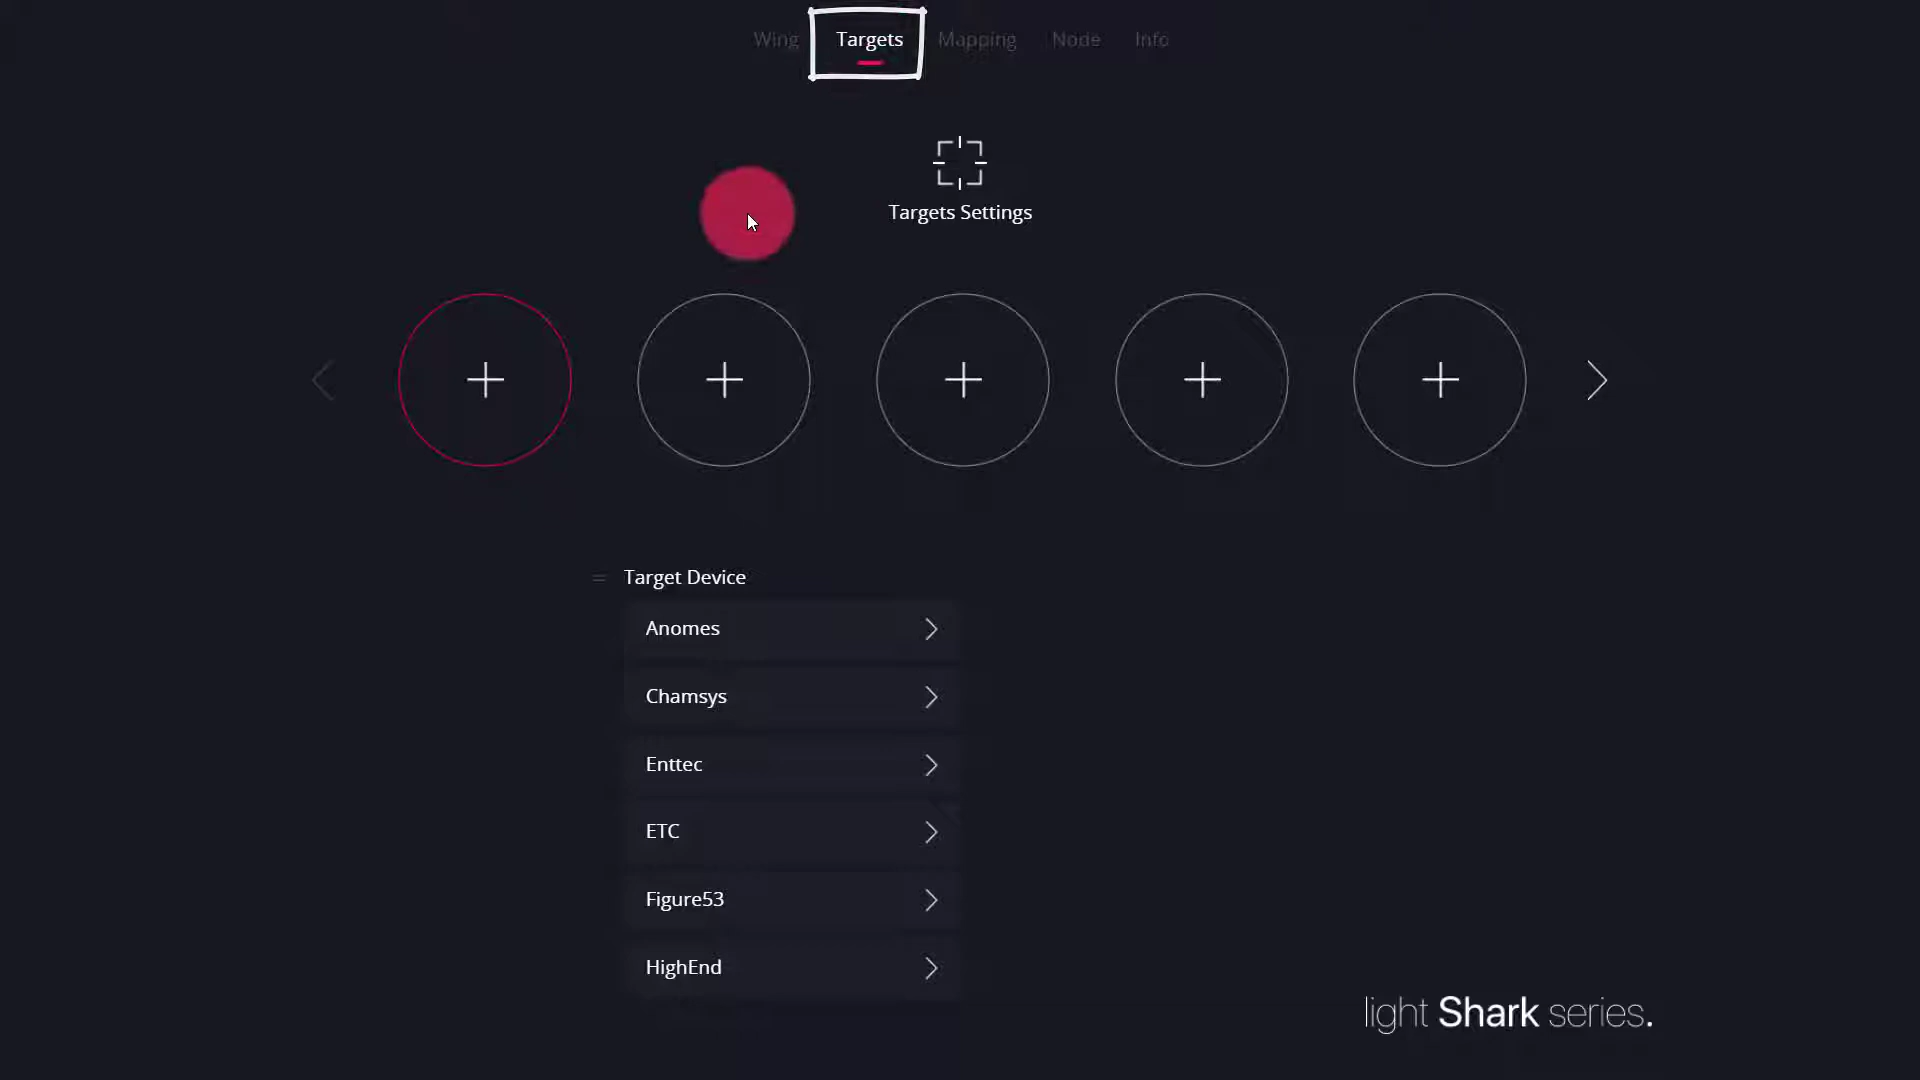 Wing Targets Mapping Node Info
Targets Settings
Target Device
Anomes
Chamsys
Enttec
ETC
Figure53
HighEnd
light Shark series.